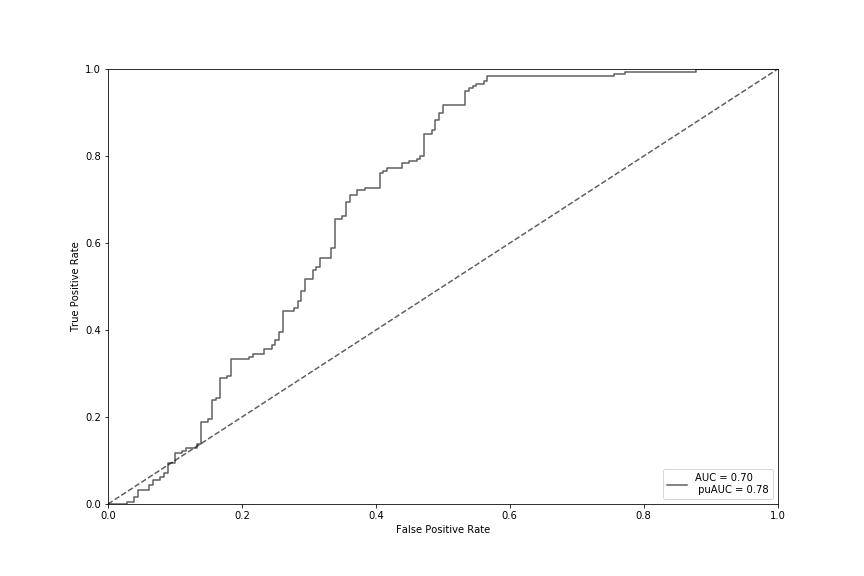 1.0
0.8
0.6
0.4
0.2
0.0
True Positive Rate
AUC = 0.70
puAUC = 0.78
0.0 0.2 0.4 0.6 0.8 1.0
False Positive Rate